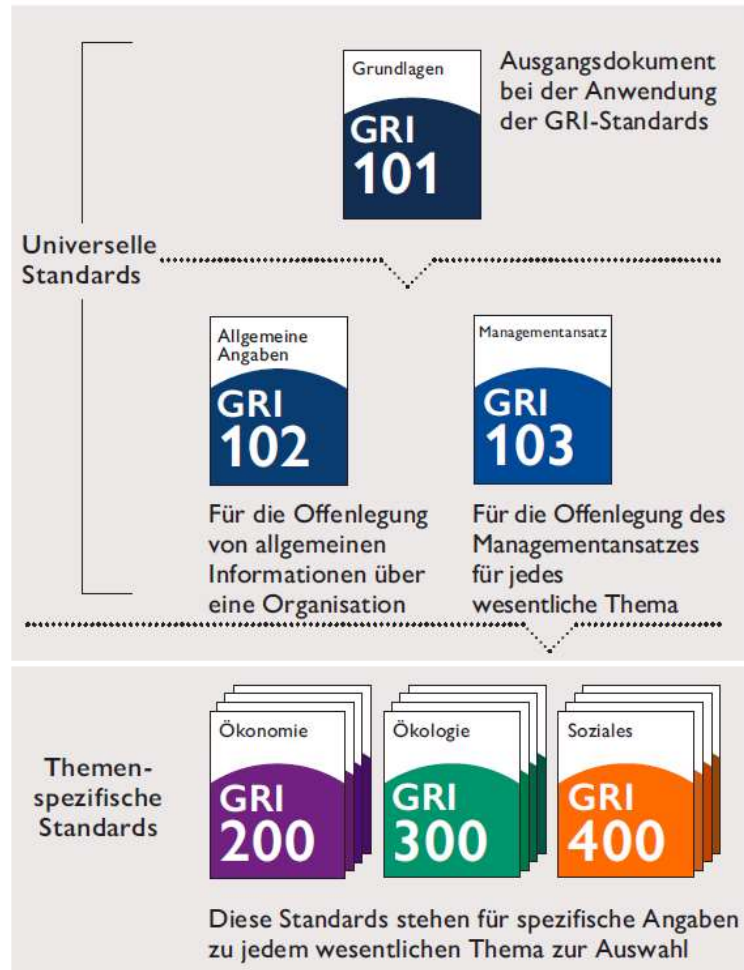 Grundlagen
GRI
101
Ausgangsdokument
bei der Anwendung
der GRI-Standards
Universelle
Standards
Allgemeine
Angaben
GRI
102
Für die Offenlegung
von allgemeinen
Informationen über
eine Organisation
Managementansatz
GRI
103
Für die Offenlegung des
Managementansatzes
für jedes
wesentliche Thema
Themen-
spezifische
Standards
Ökonomie
GRI
200
Ökologie
GRI
300
Soziales
GRI
400
Diese Standards stehen für spezifische Angaben
zu jedem wesentlichen Thema zur Auswahl